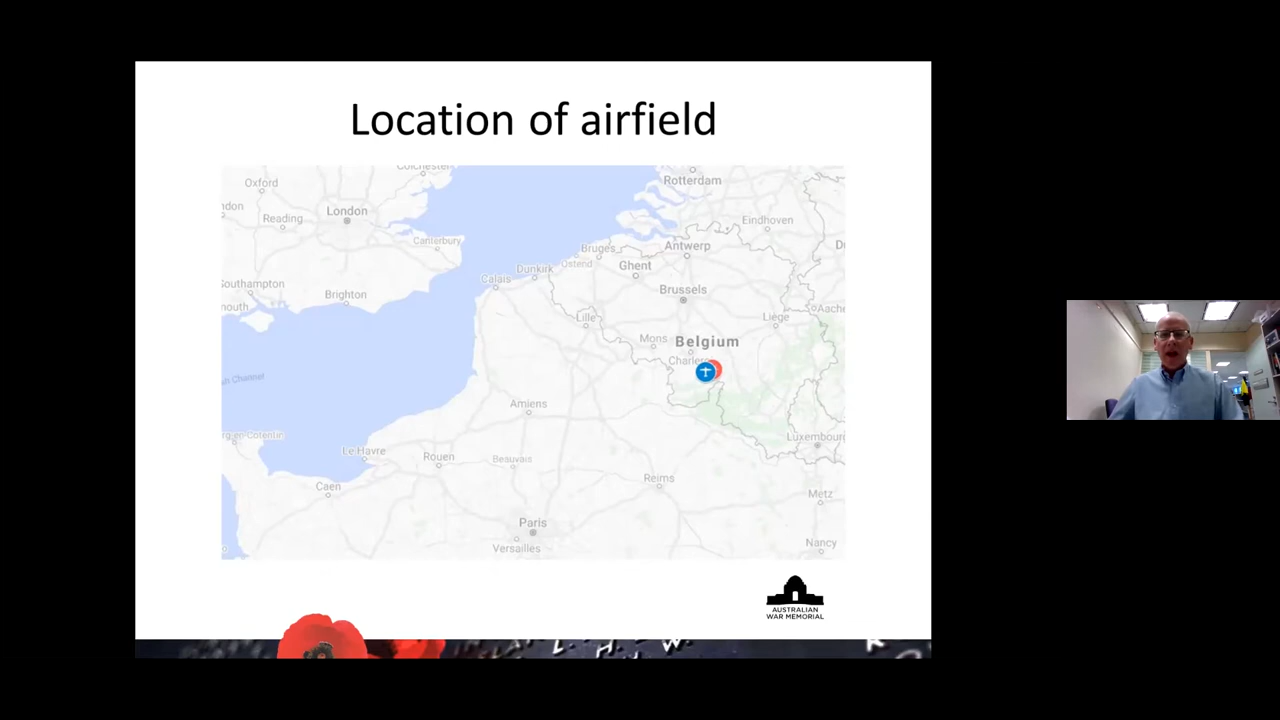 Location of airfield
Colchester
Oxford
Rotterdam
London
Reading
Eindhoven
Canterbury
Bruges
Antwerp
Ostend
Ghent
Dunkirk
Calais
Southampton
Brussels
Brighton
Lille
Liege
Mons
Belgium
Amiens
Luxembourg
Le Havre
Rouen
Beauvais
Caen
Reims
Metz
Paris
Versailles
Nancy
AUSTRALIAN
WAR MEMORIAL
L. H.
W.